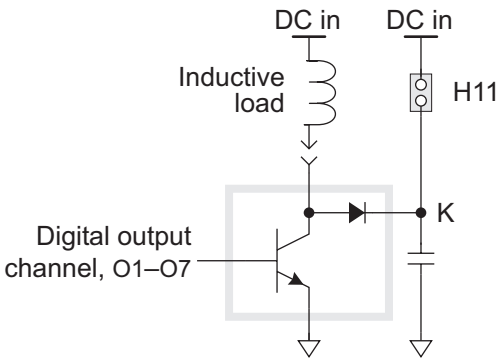 DC in
DC in
Inductive
load
H11
K
Digital output
channel, O1–O7